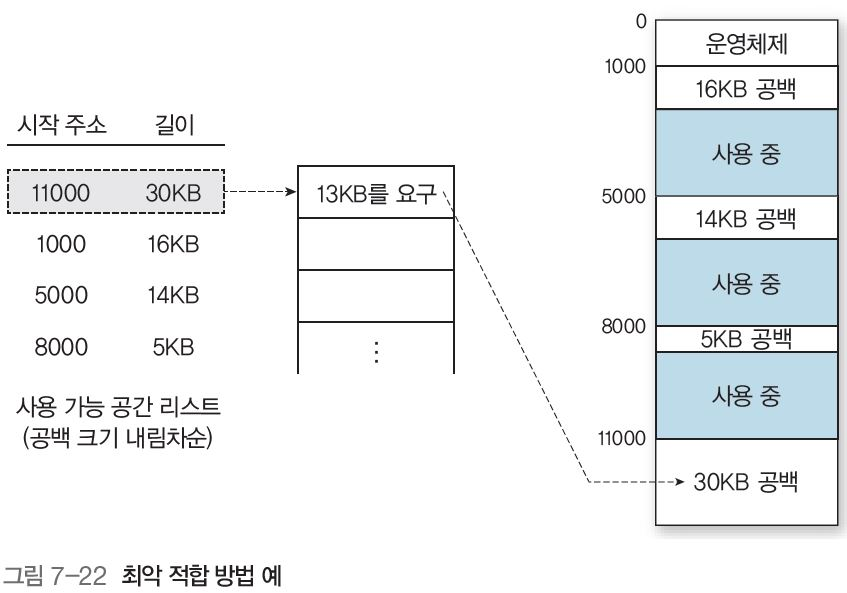 시작 주소 길이
11000 30KB
1000 16KB
5000 14KB
8000 5KB
사용 가능 공간 리스트
(공백 크기 내림차순)
13KB를 요구
⋮
0
운영체제
1000
16KB 공백
사용 중
5000
14KB 공백
사용 중
8000
5KB 공백
사용 중
11000
30KB 공백
그림 7-22 최악 적합 방법 예